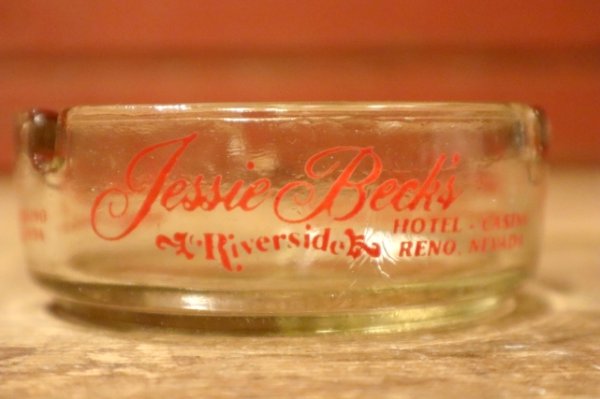 Jessie Beck's
Riverside
HOTEL - CASINO
RENO, NEVADA